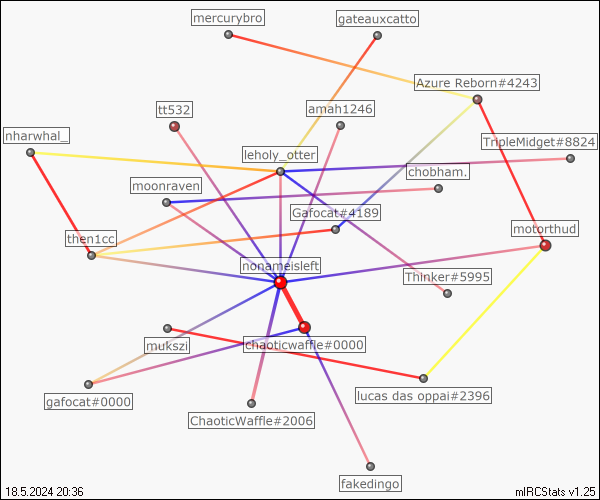 mercurybro
gateauxcatto
Azure Reborn#4243
tt532
amah1246
nharwhal_
TripleMidget#8824
leholy_otter
chobham.
moonraven
Gafocat#4189
motorthud
then1cc
nonameisleft
Thinker#5995
mukszi
chaoticwaffle#0000
gafocat#0000
lucas das oppai#2396
ChaoticWaffle#2006
fakedingo
18.5.2024 20:36
mIRCStats v1.25